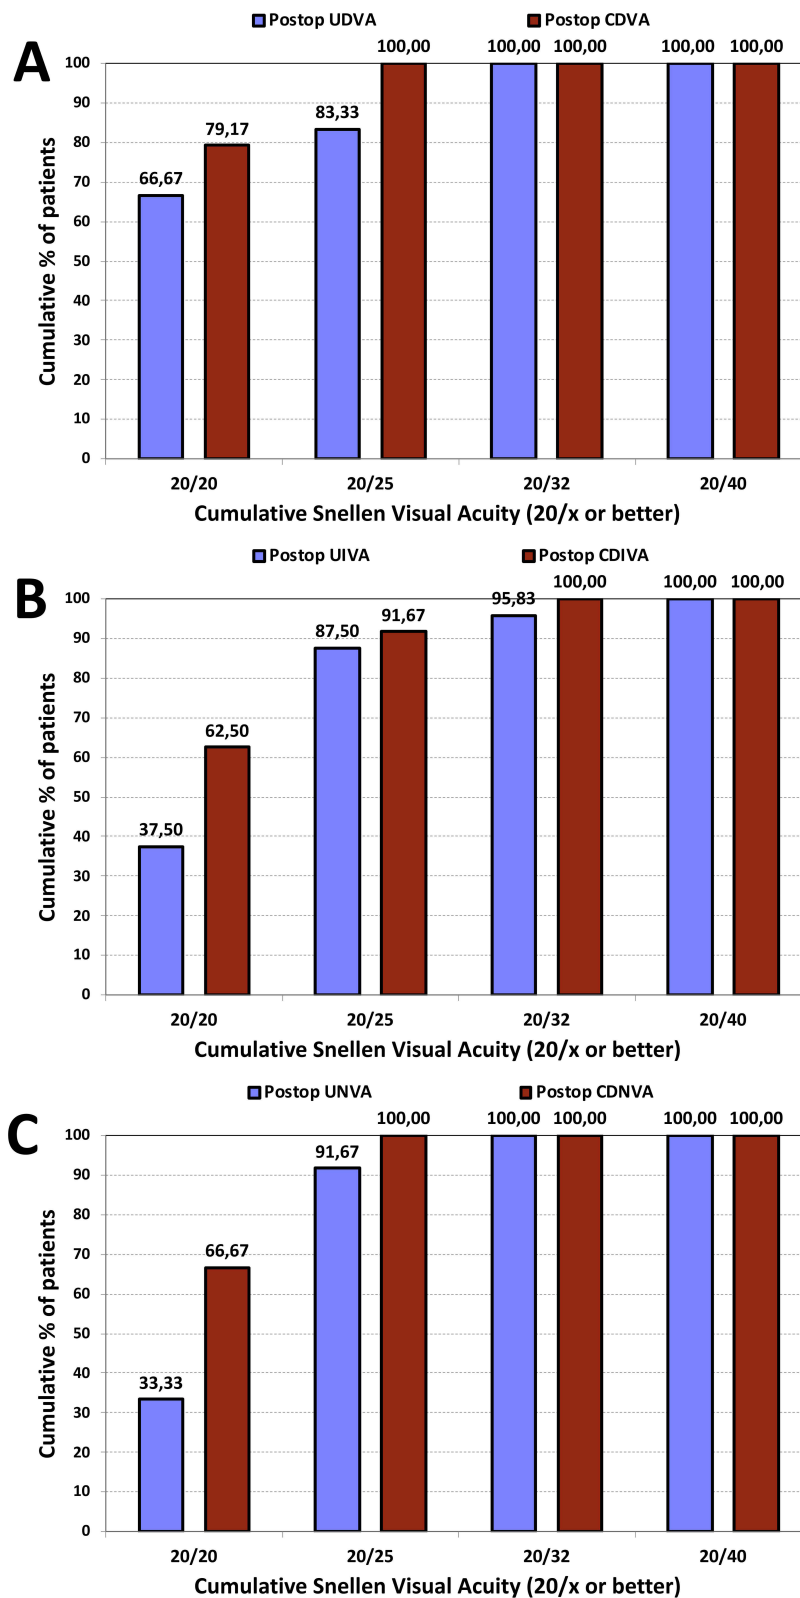 A
Postop UDVA Postop CDVA
100,00 100,00 100,00 100,00 100,00
83,33
79,17
66,67
100
90
80
70
60
50
40
30
20
10
0
Cumulative % of patients
20/20 20/25 20/32 20/40
Cumulative Snellen Visual Acuity (20/x or better)
B
Postop UIVA Postop CDIVA
100,00 100,00 100,00
95,83
91,67
87,50
62,50
37,50
100
90
80
70
60
50
40
30
20
10
0
Cumulative % of patients
20/20 20/25 20/32 20/40
Cumulative Snellen Visual Acuity (20/x or better)
C
Postop UNVA Postop CDNVA
100,00 100,00 100,00 100,00 100,00
91,67
66,67
33,33
100
90
80
70
60
50
40
30
20
10
0
Cumulative % of patients
20/20 20/25 20/32 20/40
Cumulative Snellen Visual Acuity (20/x or better)